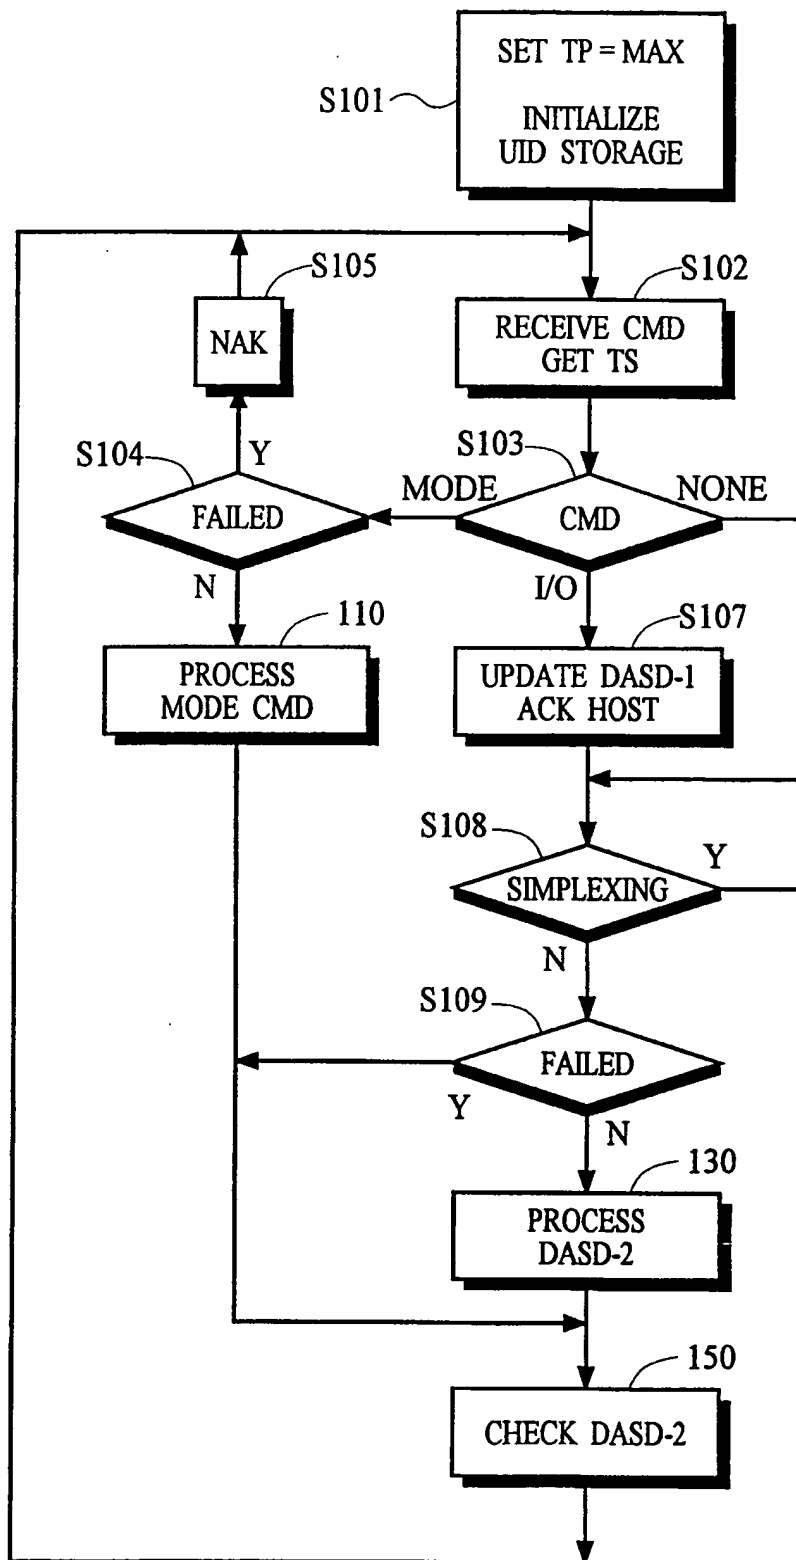 SET TP = MAX
INITIALIZE
UID STORAGE
S101
S105
NAK
S102
RECEIVE CMD
GET TS
S104
Y
FAILED
N
S103
MODE
NONE
CMD
I/O
110
PROCESS
MODE CMD
S107
UPDATE DASD-1
ACK HOST
S108
Y
SIMPLEXING
N
S109
FAILED
Y
N
130
PROCESS
DASD-2
150
CHECK DASD-2